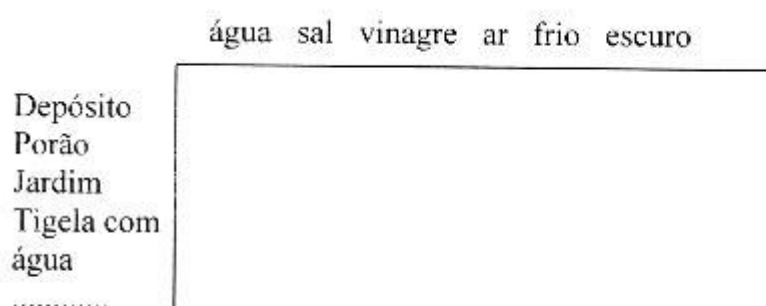 água sal vinagre ar frio escuro
Depósito
Porão
Jardim
Tigela com
água
..............